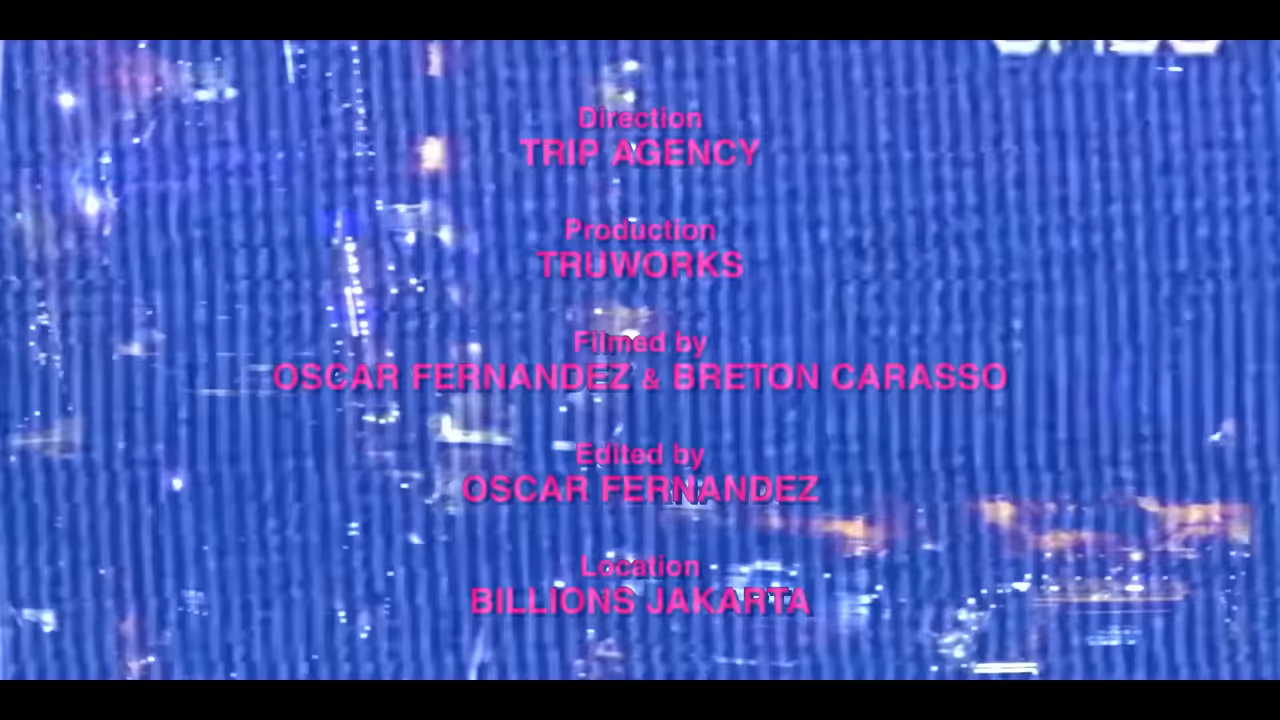 Direction
TRIP AGENCY
Production
TRUWORKS
Filmed by
OSCAR FERNANDEZ & BRETON CARASSO
Edited by
OSCAR FERNANDEZ
Location
BILLIONS JAKARTA